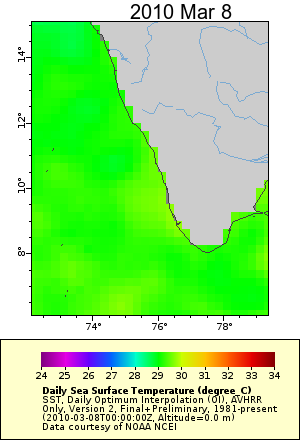 2010 Mar 8
14°
12°
10°
8°
74° 76° 78°
24 25 26 27 28 29 30 31 32 33 34
Daily Sea Surface Temperature (degree_C)
SST, Daily Optimum Interpolation (OI), AVHRR
Only, Version 2, Final+Preliminary, 1981-present
(2010-03-08T00:00:00Z, Altitude=0.0 m)
Data courtesy of NOAA NCEI